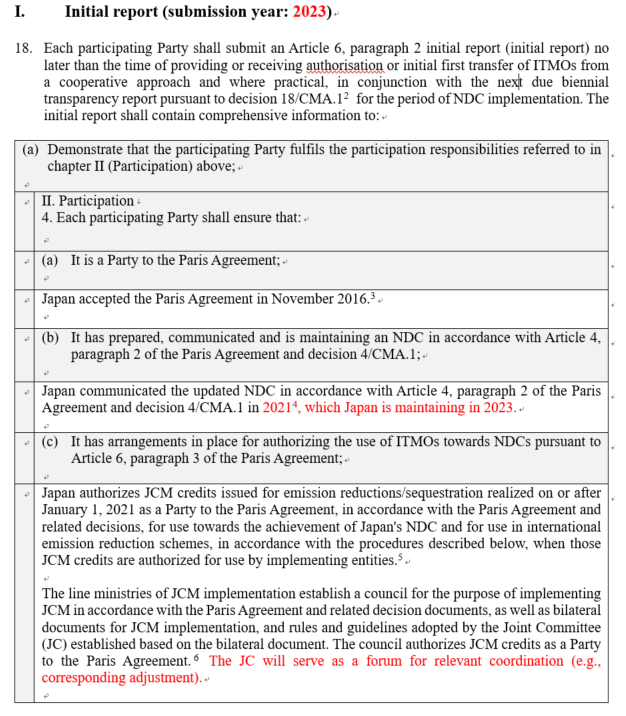 I. Initial report (submission year: 2023)
18. Each participating Party shall submit an Article 6, paragraph 2 initial report (initial report) no
later than the time of providing or receiving authorisation or initial first transfer of ITMOs from
a cooperative approach and where practical, in conjunction with the next due biennial
transparency report pursuant to decision 18/CMA.1² for the period of NDC implementation. The
initial report shall contain comprehensive information to:
(a) Demonstrate that the participating Party fulfils the participation responsibilities referred to in
chapter II (Participation) above;
II. Participation
4. Each participating Party shall ensure that:
(a) It is a Party to the Paris Agreement;
Japan accepted the Paris Agreement in November 2016.³
(b) It has prepared, communicated and is maintaining an NDC in accordance with Article 4,
paragraph 2 of the Paris Agreement and decision 4/CMA.1;
Japan communicated the updated NDC in accordance with Article 4, paragraph 2 of the Paris
Agreement and decision 4/CMA.1 in 2021⁴, which Japan is maintaining in 2023.
(c) It has arrangements in place for authorizing the use of ITMOs towards NDCs pursuant to
Article 6, paragraph 3 of the Paris Agreement;
Japan authorizes JCM credits issued for emission reductions/sequestration realized on or after
January 1, 2021 as a Party to the Paris Agreement, in accordance with the Paris Agreement and
related decisions, for use towards the achievement of Japan's NDC and for use in international
emission reduction schemes, in accordance with the procedures described below, when those
JCM credits are authorized for use by implementing entities.⁵
The line ministries of JCM implementation establish a council for the purpose of implementing
JCM in accordance with the Paris Agreement and related decision documents, as well as bilateral
documents for JCM implementation, and rules and guidelines adopted by the Joint Committee
(JC) established based on the bilateral document. The council authorizes JCM credits as a Party
to the Paris Agreement.⁶ The JC will serve as a forum for relevant coordination (e.g.,
corresponding adjustment).